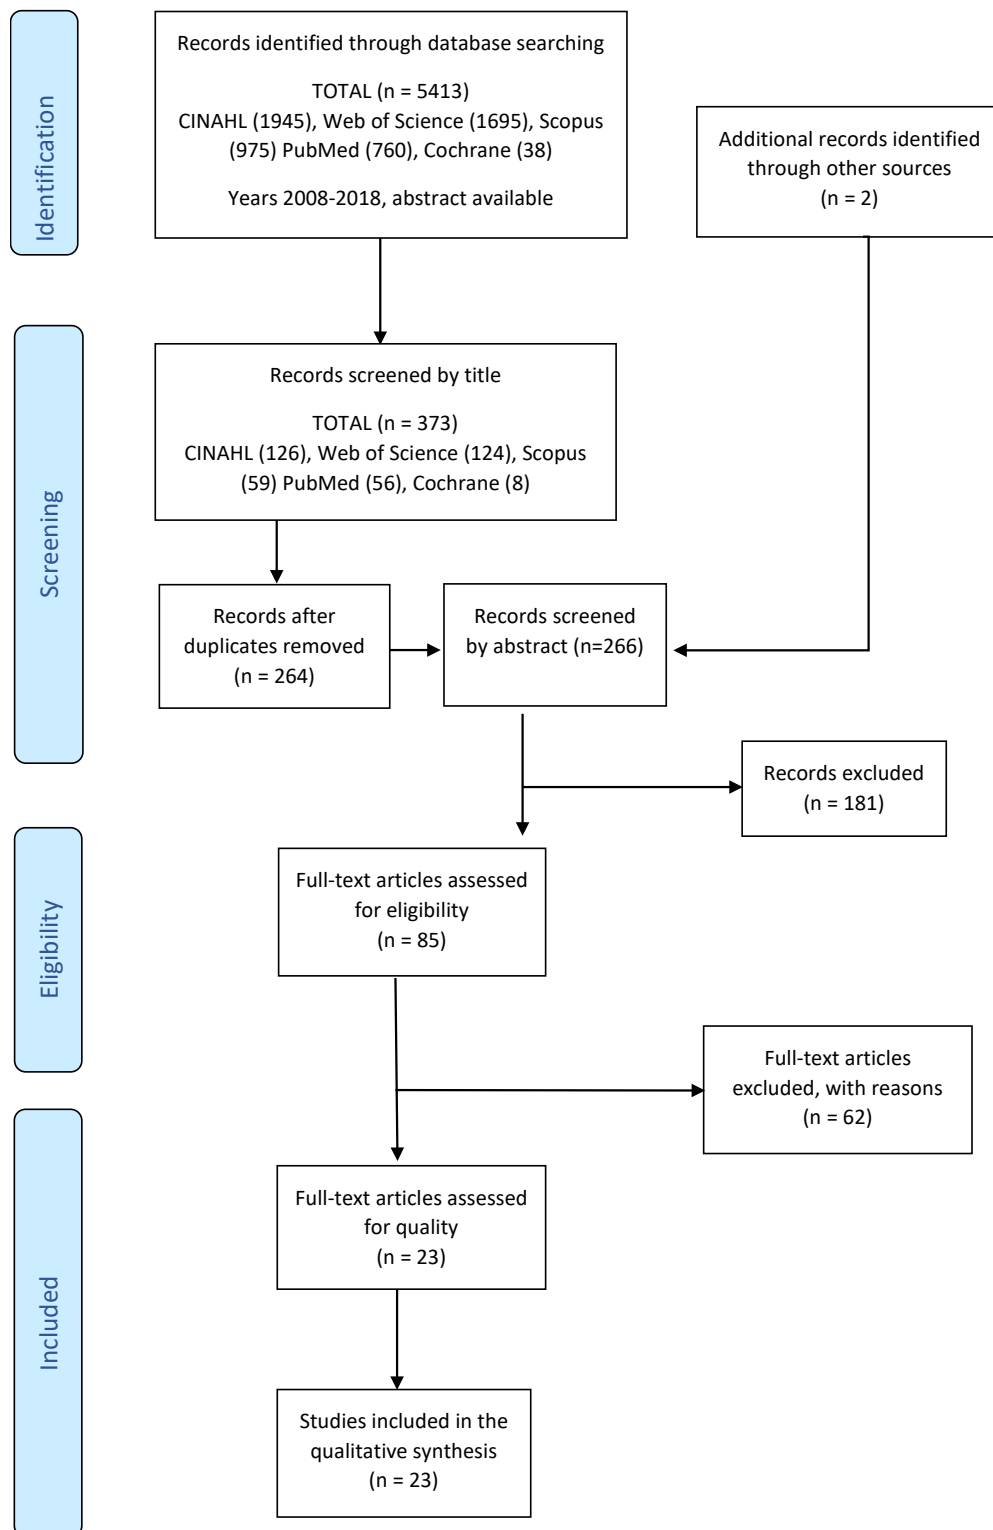 Identification
Records identified through database searching
TOTAL (n = 5413)
CINAHL (1945), Web of Science (1695), Scopus
(975) PubMed (760), Cochrane (38)
Years 2008-2018, abstract available
Additional records identified
through other sources
(n = 2)
Screening
Records screened by title
TOTAL (n = 373)
CINAHL (126), Web of Science (124), Scopus
(59) PubMed (56), Cochrane (8)
Records after
duplicates removed
(n = 264)
Records screened
by abstract (n=266)
Records excluded
(n = 181)
Eligibility
Full-text articles assessed
for eligibility
(n = 85)
Full-text articles
excluded, with reasons
(n = 62)
Included
Full-text articles assessed
for quality
(n = 23)
Studies included in the
qualitative synthesis
(n = 23)